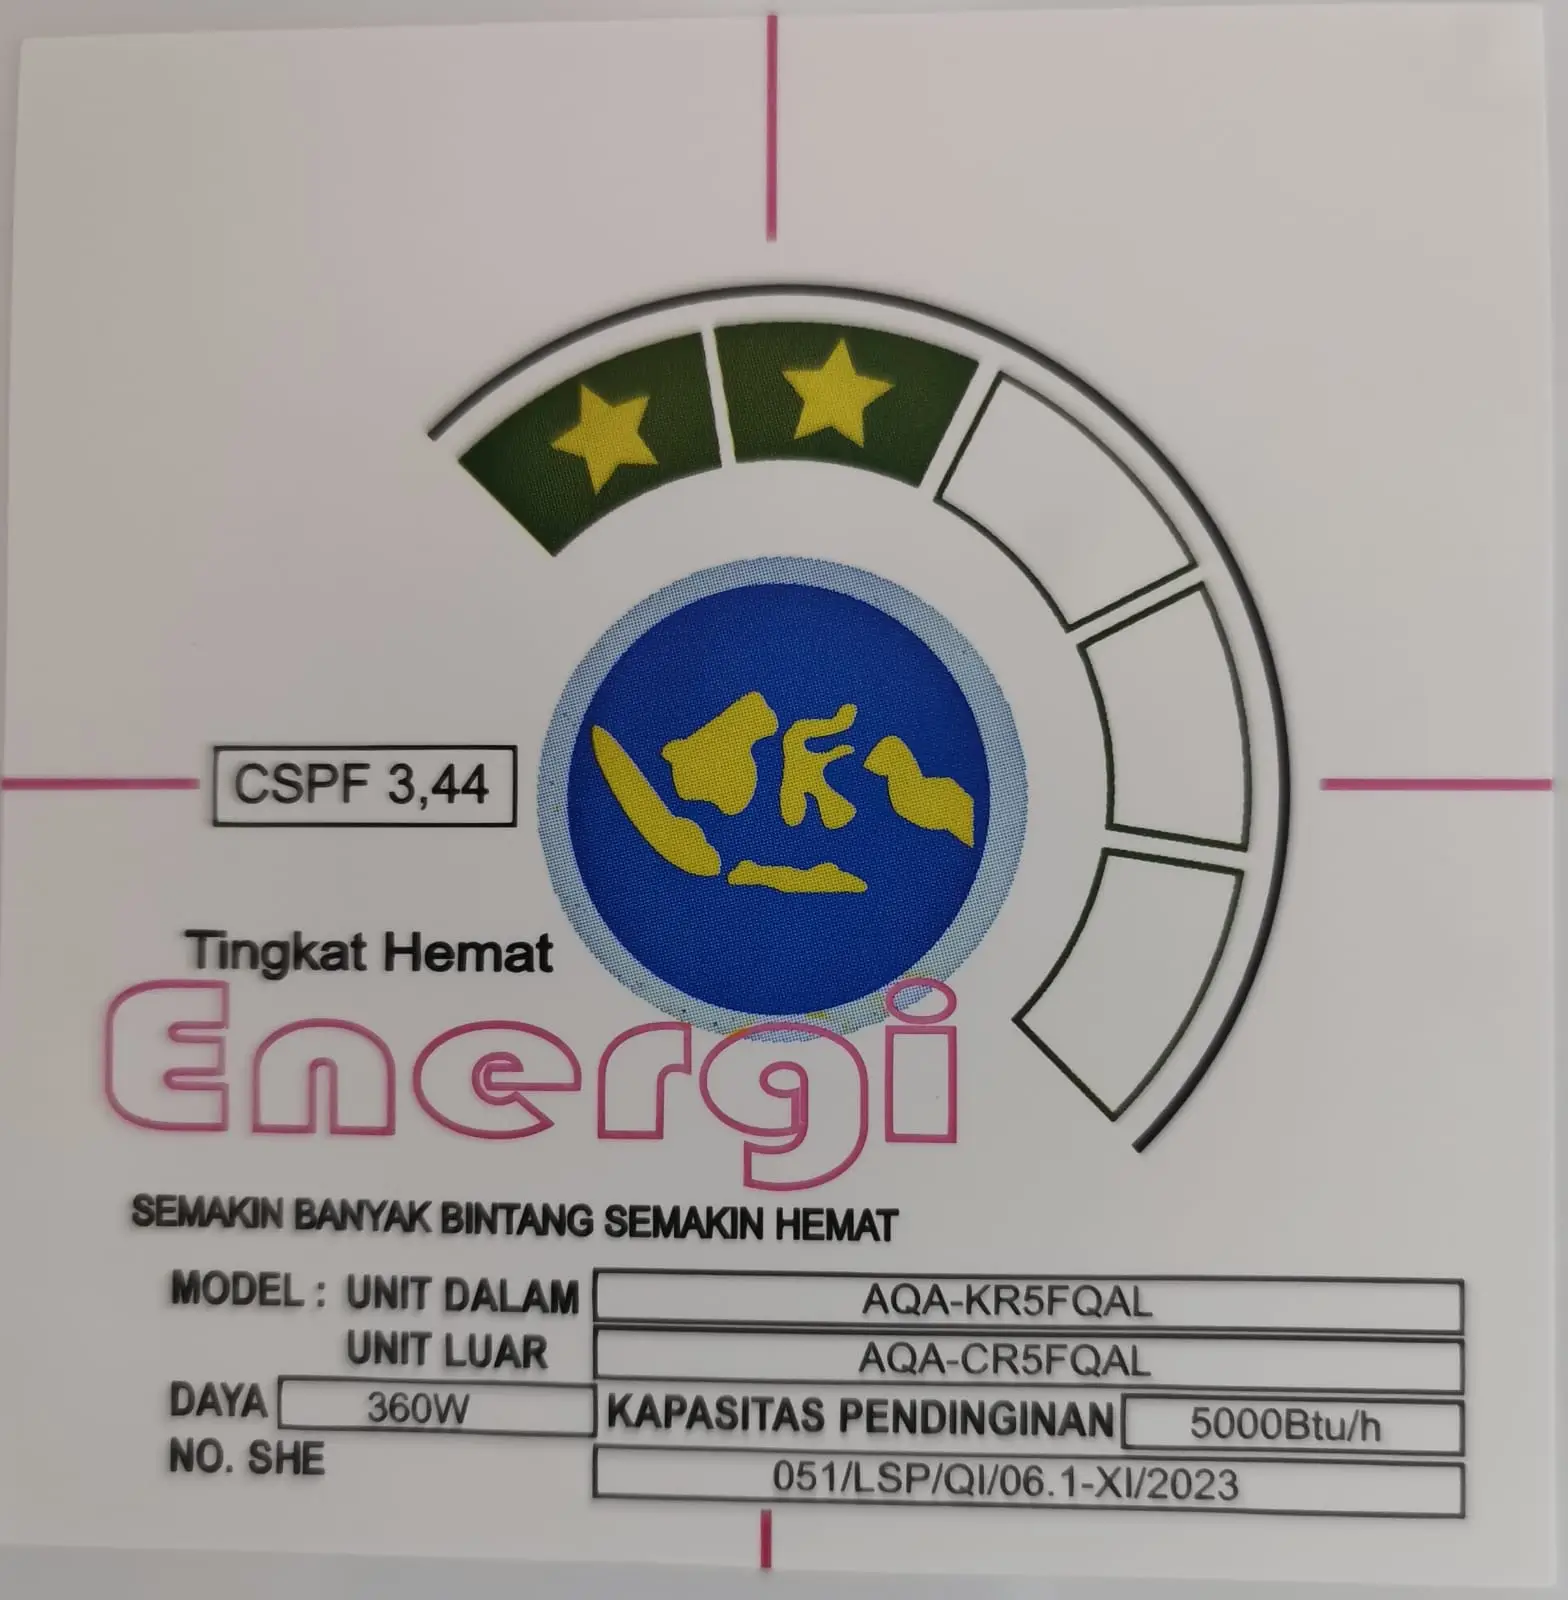 CSPF 3,44
Tingkat Hemat
Energi
SEMAKIN BANYAK BINTANG SEMAKIN HEMAT
MODEL : UNIT DALAM AQA-KR5FQAL
UNIT LUAR AQA-CR5FQAL
DAYA 360W KAPASITAS PENDINGINAN 5000Btu/h
NO. SHE 051/LSP/QI/06.1-XI/2023